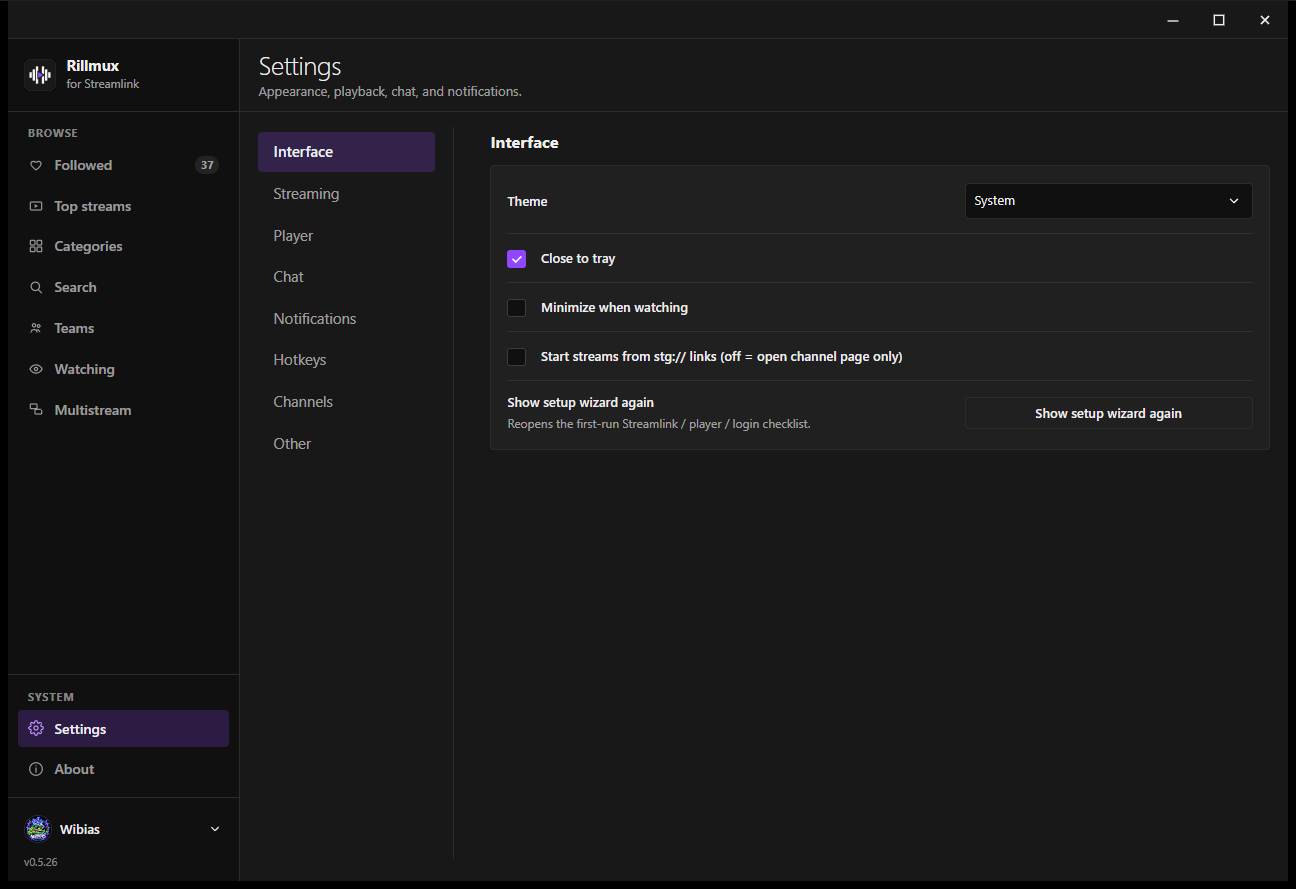 Rillmux
for Streamlink
BROWSE
Followed 37
Top streams
Categories
Search
Teams
Watching
Multistream
SYSTEM
Settings
About
Wibias
v0.5.26
Settings
Appearance, playback, chat, and notifications.
Interface
Streaming
Player
Chat
Notifications
Hotkeys
Channels
Other
Interface
Theme System
Close to tray
Minimize when watching
Start streams from stg:// links (off = open channel page only)
Show setup wizard again
Reopens the first-run Streamlink / player / login checklist.
Show setup wizard again